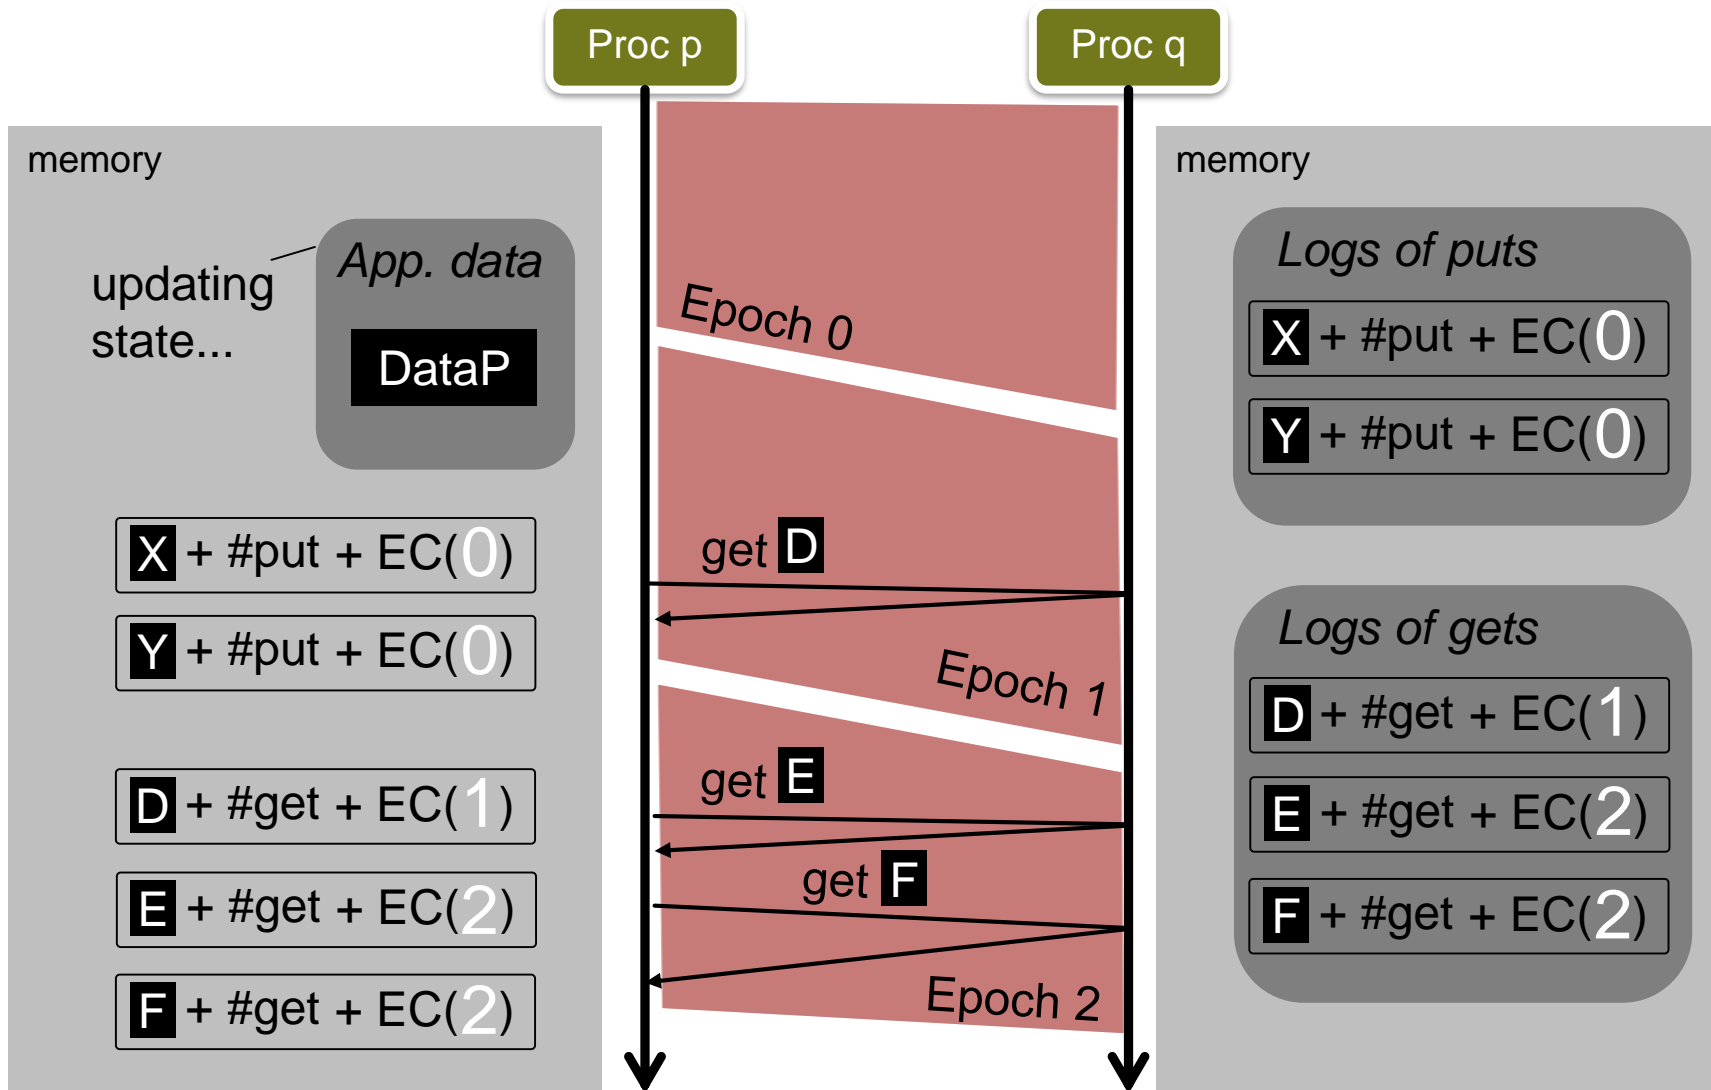 Proc p
Proc q
memory
App. data
updating
state...
DataP
X + #put + EC(0)
Y + #put + EC(0)
D + #get + EC(1)
E + #get + EC(2)
F + #get + EC(2)
Epoch 0
get D
Epoch 1
get E
get F
Epoch 2
memory
Logs of puts
X + #put + EC(0)
Y + #put + EC(0)
Logs of gets
D + #get + EC(1)
E + #get + EC(2)
F + #get + EC(2)